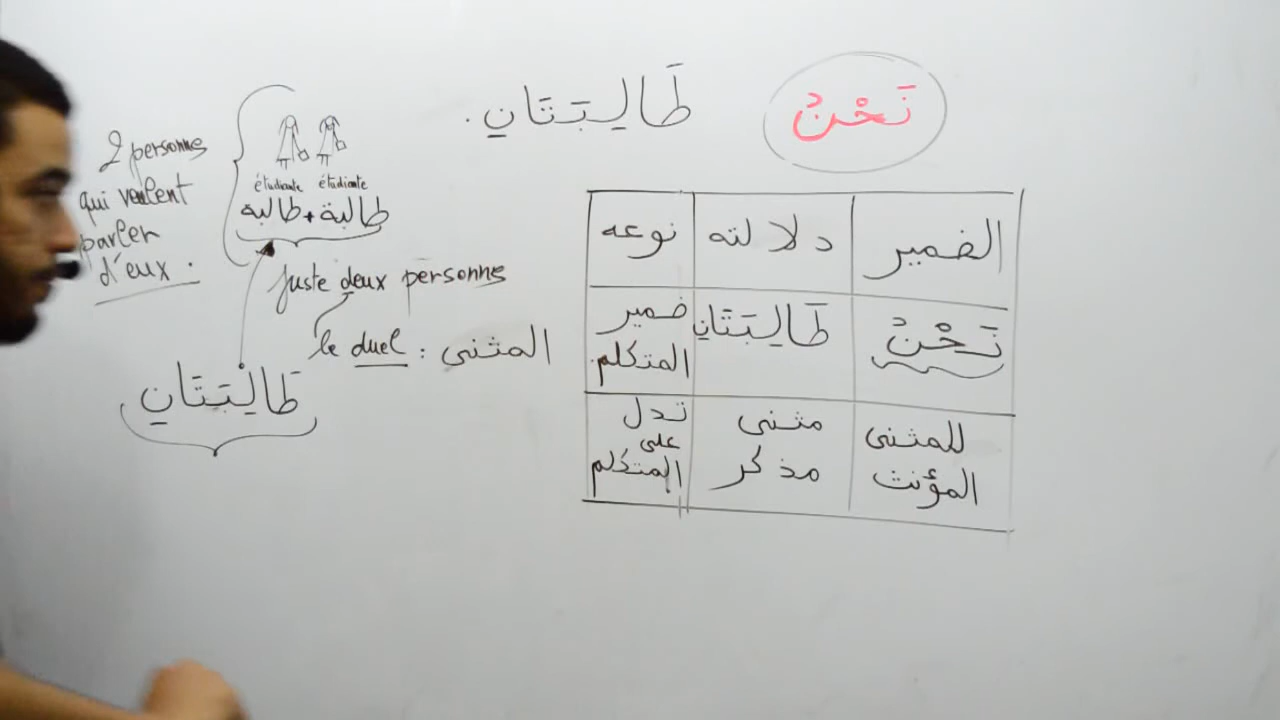 نَحْنُ طَالِبَتَانِ.
2 personnes
qui veulent
parler
d'eux.
étudiante étudiante
طالبة + طالبة
juste deux personnes
le duel : المثنى
طَالِبَتَانِ
الضمير دلالته نوعه
نَحْنُ طَالِبَتَانِ ضمير
المتكلم
للمثنى مثنى تدل
المؤنث مذكر على
المتكلم